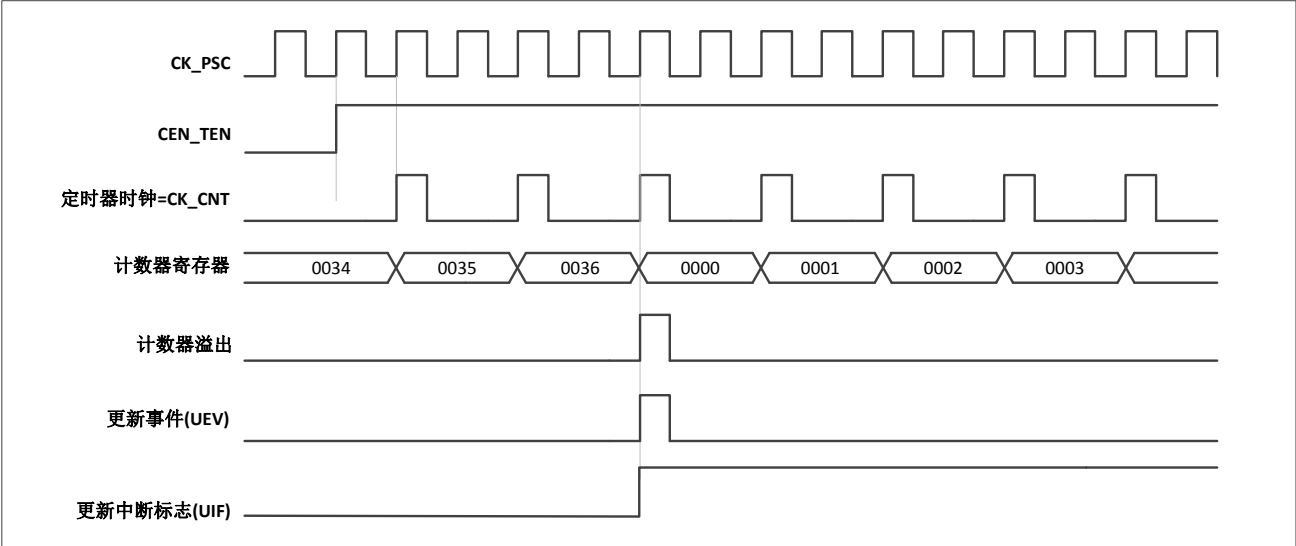 CK_PSC
CEN_TEN
定时器时钟=CK_CNT
计数器寄存器
0034 0035 0036 0000 0001 0002 0003
计数器溢出
更新事件(UEV)
更新中断标志(UIF)